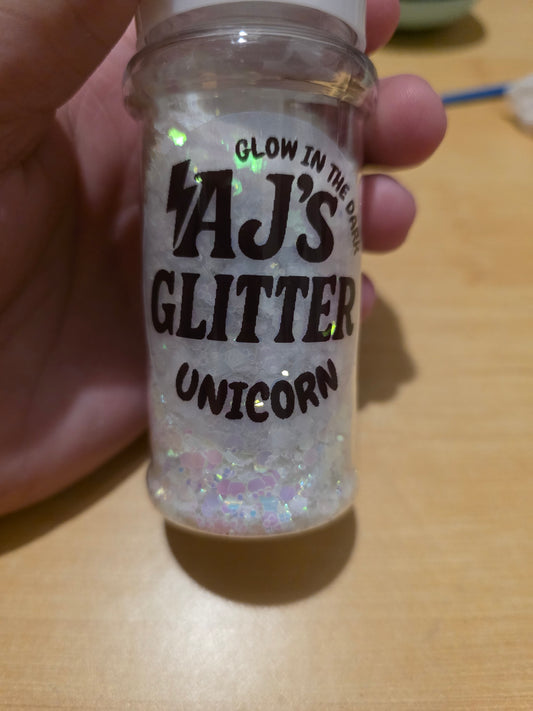 GLOW IN THE DARK
AJ'S
GLITTER
UNICORN